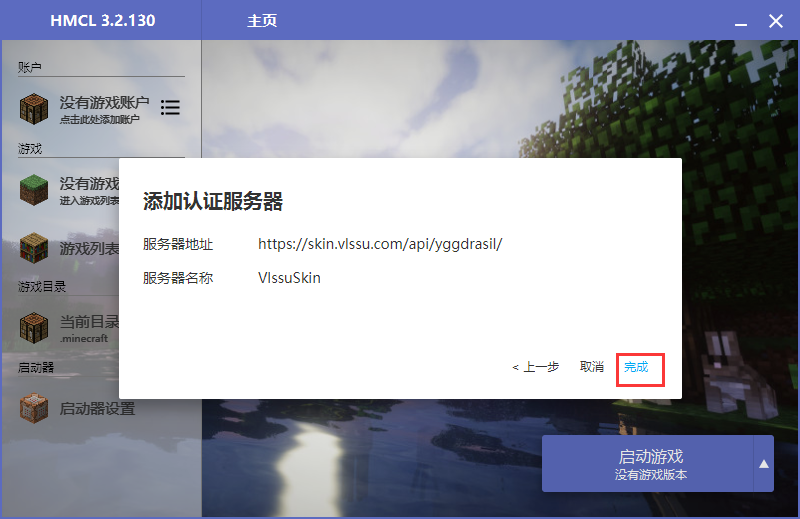 HMCL 3.2.130
主页
账户
没有游戏账户
点击此处添加账户
游戏
没有游戏
进入游戏列表
游戏列表
游戏目录
当前目录
.minecraft
启动器
启动器设置
添加认证服务器
服务器地址 https://skin.vlssu.com/api/yggdrasil/
服务器名称 VlssuSkin
< 上一步 取消 完成
启动游戏
没有游戏版本